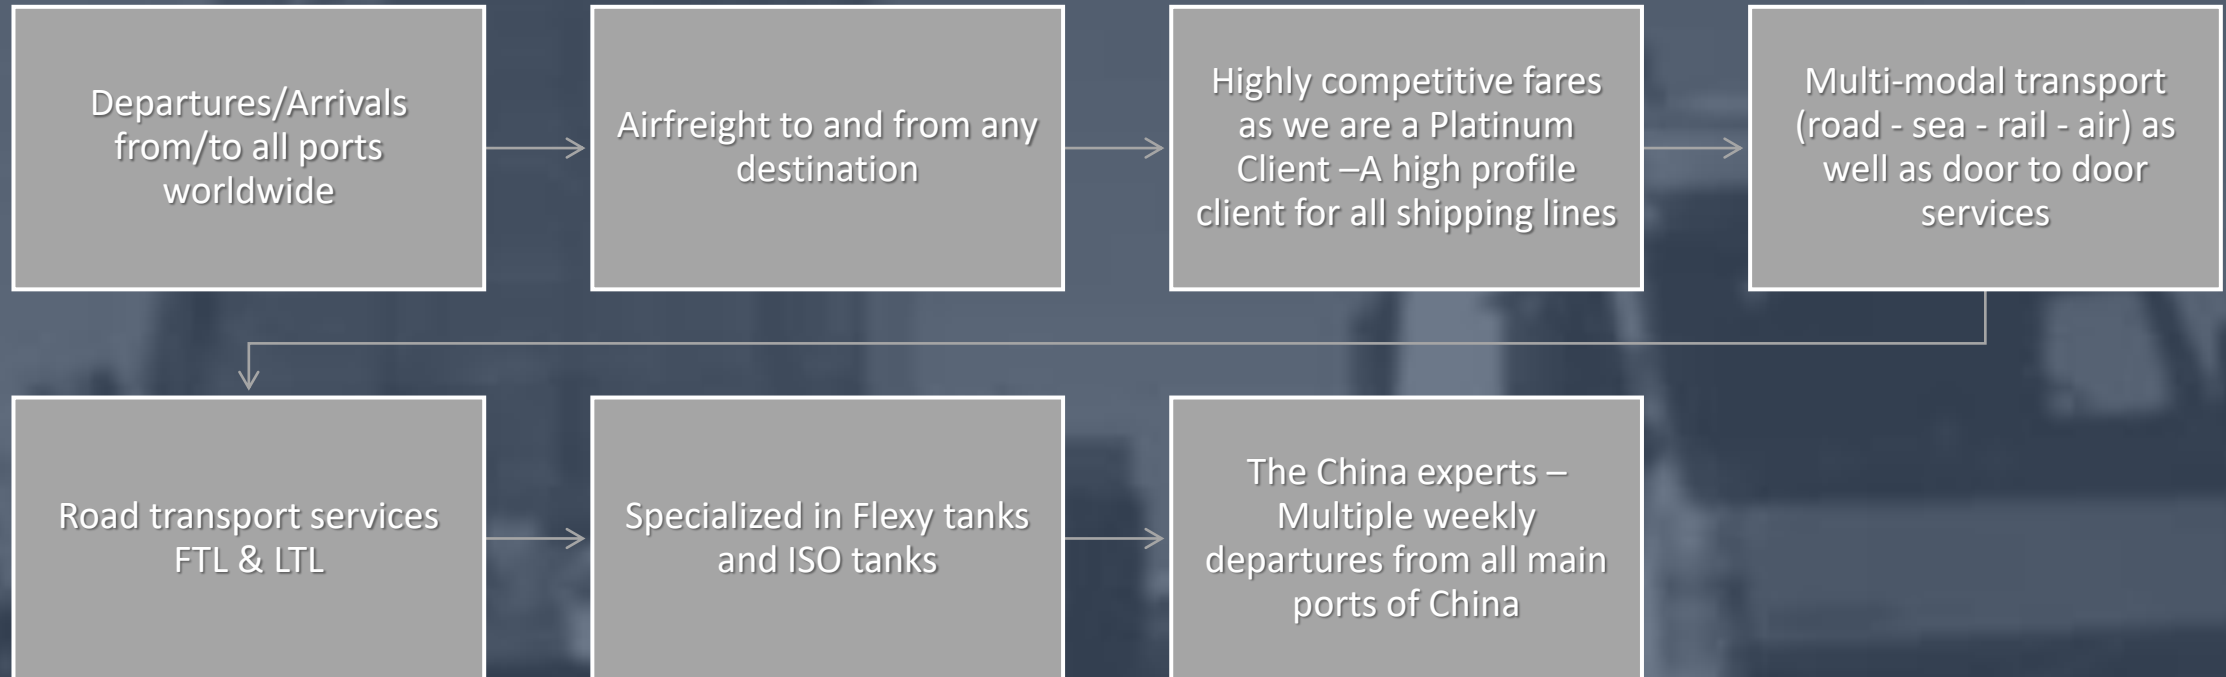 Departures/Arrivals
from/to all ports
worldwide
Airfreight to and from any
destination
Highly competitive fares
as we are a Platinum
Client –A high profile
client for all shipping lines
Multi-modal transport
(road - sea - rail - air) as
well as door to door
services
Road transport services
FTL & LTL
Specialized in Flexy tanks
and ISO tanks
The China experts –
Multiple weekly
departures from all main
ports of China